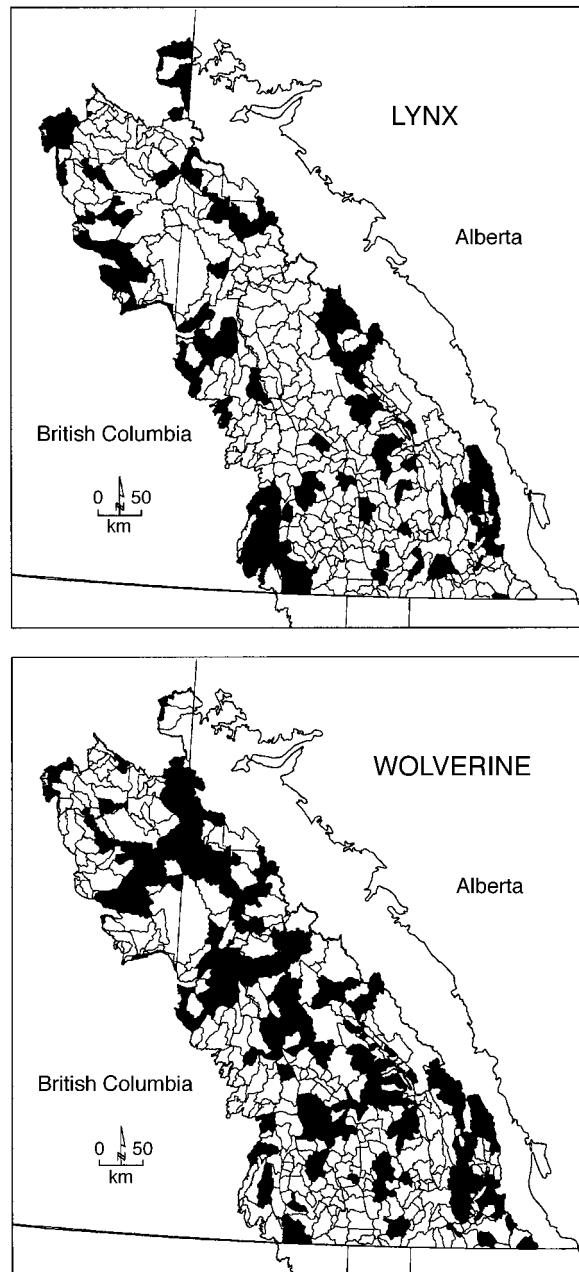 LYNX
Alberta
British Columbia
N
0 50
km
WOLVERINE
Alberta
British Columbia
N
0 50
km